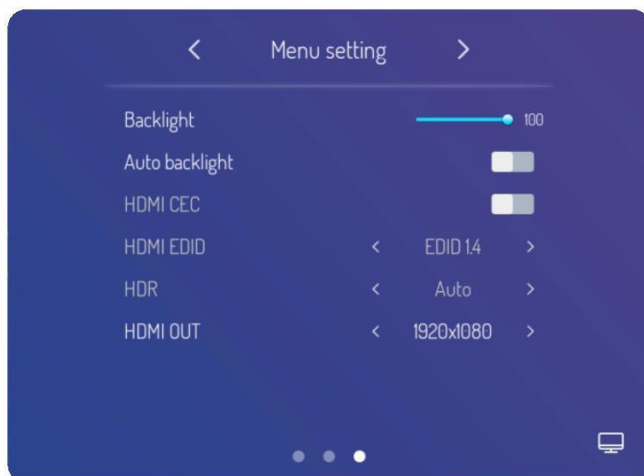 Menu setting
Backlight 100
Auto backlight
HDMI CEC
HDMI EDID EDID 1.4
HDR Auto
HDMI OUT 1920x1080